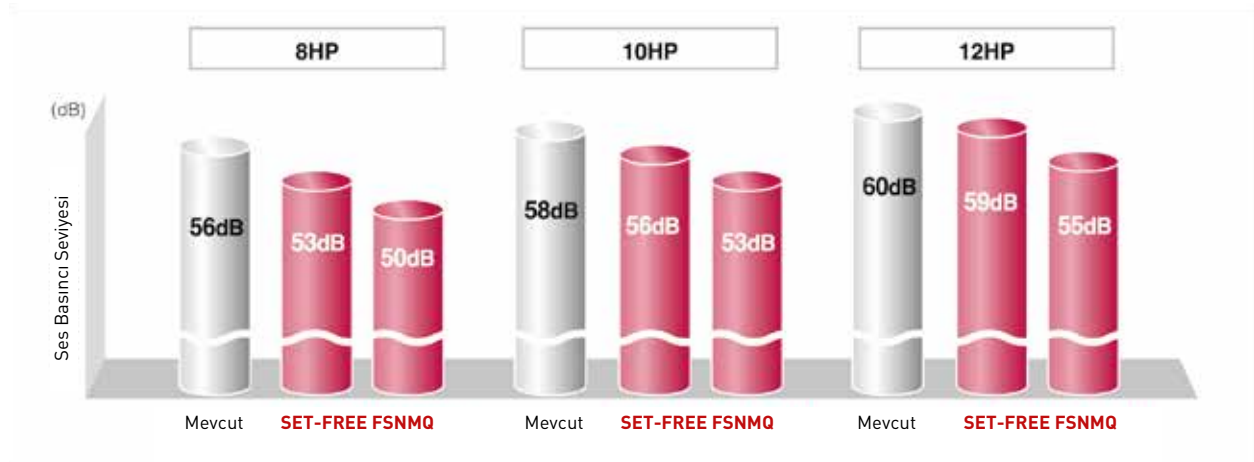 8HP
10HP
12HP
(dB)
Ses Basıncı Seviyesi
56dB
53dB
50dB
58dB
56dB
53dB
60dB
59dB
55dB
Mevcut
SET-FREE FSNMQ
Mevcut
SET-FREE FSNMQ
Mevcut
SET-FREE FSNMQ